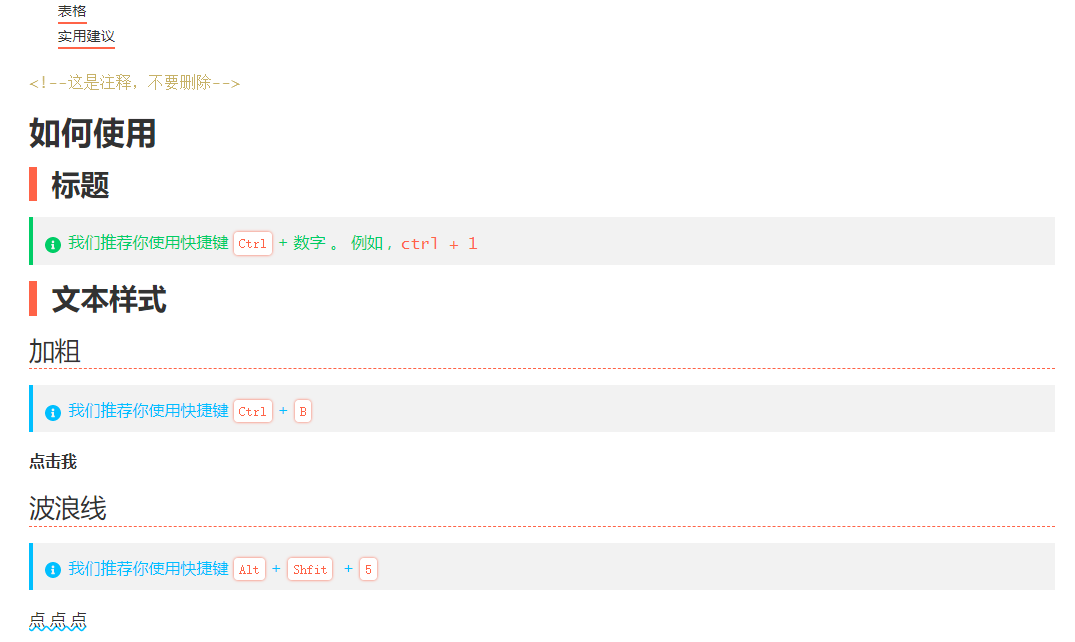 表格
实用建议
<!--这是注释，不要删除-->
如何使用
标题
我们推荐你使用快捷键 Ctrl + 数字 。 例如 , ctrl + 1
文本样式
加粗
我们推荐你使用快捷键 Ctrl + B
点击我
波浪线
我们推荐你使用快捷键 Alt + Shfit + 5
点 点 点